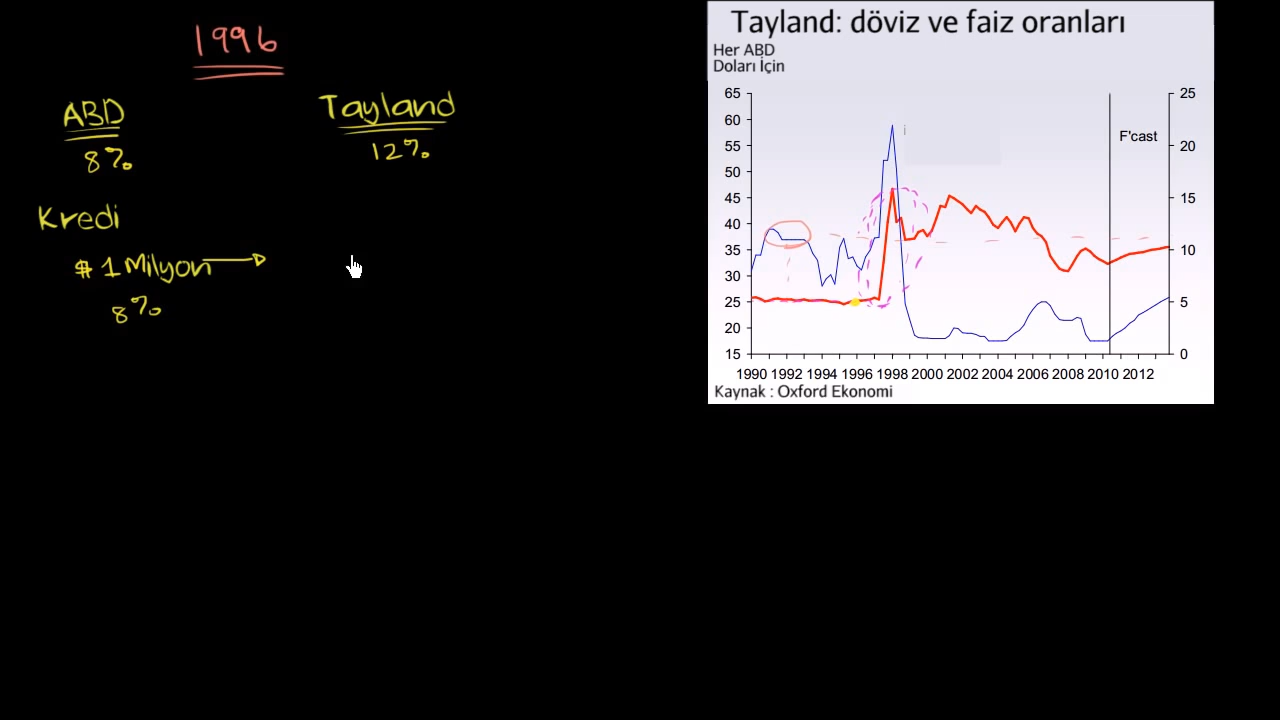 1996
ABD
8%
Tayland
12%
Kredi
$ 1 Milyon
8%
Tayland: döviz ve faiz oranları
Her ABD
Doları İçin
65
60
55
50
45
40
35
30
25
20
15
25
20
15
10
5
0
F'cast
1990 1992 1994 1996 1998 2000 2002 2004 2006 2008 2010 2012
Kaynak : Oxford Ekonomi